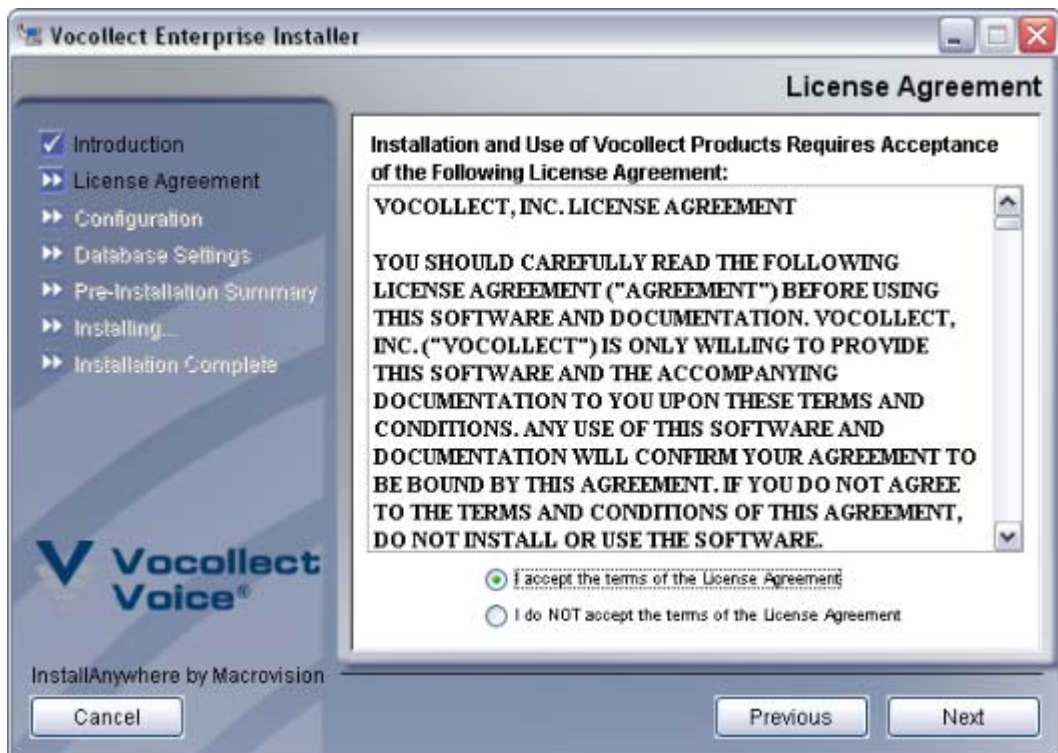 Vocollect Enterprise Installer
License Agreement
Introduction
License Agreement
Configuration
Database Settings
Pre-Installation Summary
Installing...
Installation Complete
Vocollect
Voice®
Installation and Use of Vocollect Products Requires Acceptance
of the Following License Agreement:
VOCOLLECT, INC. LICENSE AGREEMENT
YOU SHOULD CAREFULLY READ THE FOLLOWING
LICENSE AGREEMENT ("AGREEMENT") BEFORE USING
THIS SOFTWARE AND DOCUMENTATION. VOCOLLECT,
INC. ("VOCOLLECT") IS ONLY WILLING TO PROVIDE
THIS SOFTWARE AND THE ACCOMPANYING
DOCUMENTATION TO YOU UPON THESE TERMS AND
CONDITIONS. ANY USE OF THIS SOFTWARE AND
DOCUMENTATION WILL CONFIRM YOUR AGREEMENT TO
BE BOUND BY THIS AGREEMENT. IF YOU DO NOT AGREE
TO THE TERMS AND CONDITIONS OF THIS AGREEMENT,
DO NOT INSTALL OR USE THE SOFTWARE.
I accept the terms of the License Agreement
I do NOT accept the terms of the License Agreement
InstallAnywhere by Macrovision
Cancel
Previous
Next